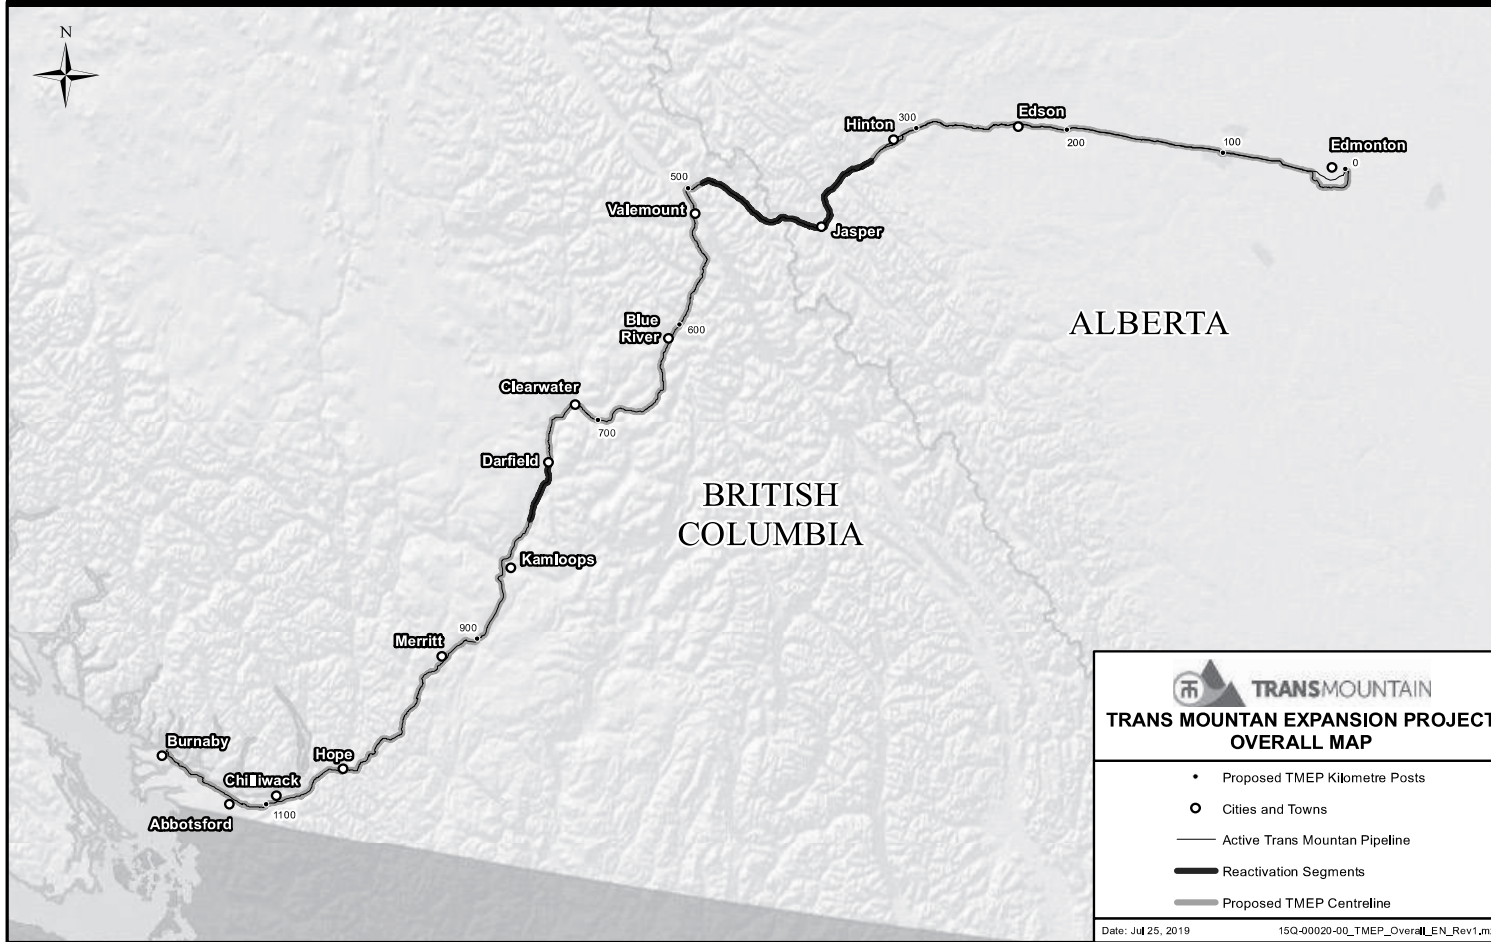 N
Hinton
300
Edson
200
100
Edmonton
0
500
Valemount
Jasper
ALBERTA
Blue
River
600
Clearwater
700
Darfield
BRITISH
COLUMBIA
Kamloops
900
Merritt
Burnaby
Hope
Chilliwack
1100
Abbotsford
TRANSMOUNTAIN
TRANS MOUNTAN EXPANSION PROJECT
OVERALL MAP
Proposed TMEP Kilometre Posts
Cities and Towns
Active Trans Mountan Pipeline
Reactivation Segments
Proposed TMEP Centreline
Date: Jul 25, 2019
15Q-00020-00_TMEP_Overall_EN_Rev1.m